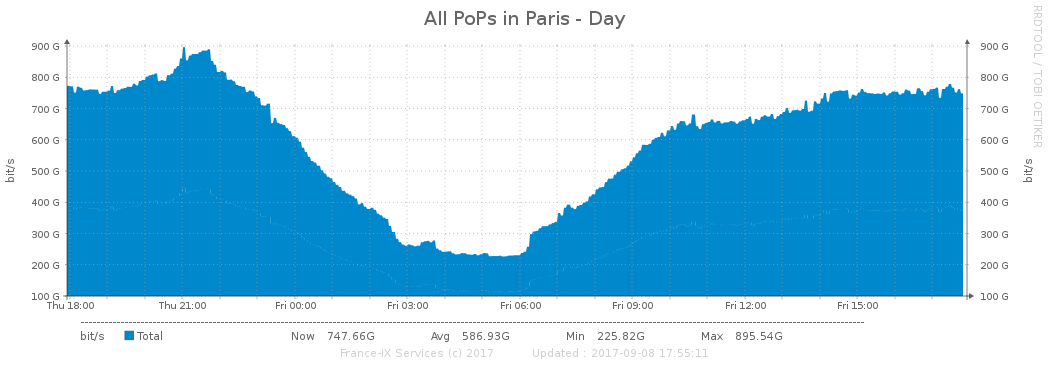 All PoPs in Paris - Day
RRDTOOL / TOBI OETIKER
900 G 900 G
800 G 800 G
700 G 700 G
600 G 600 G
500 G 500 G
400 G 400 G
300 G 300 G
200 G 200 G
100 G 100 G
bit/s bit/s
Thu 18:00 Thu 21:00 Fri 00:00 Fri 03:00 Fri 06:00 Fri 09:00 Fri 12:00 Fri 15:00
bit/s Total Now 747.66G Avg 586.93G Min 225.82G Max 895.54G
France-IX Services (c) 2017 Updated : 2017-09-08 17:55:11